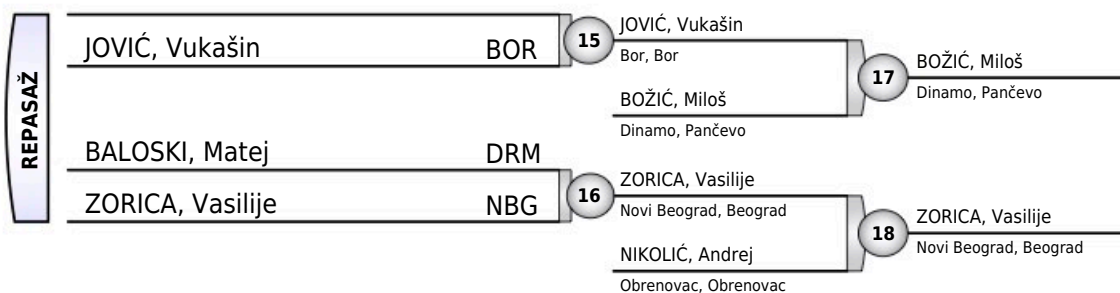 REPASAŽ
JOVIĆ, Vukašin BOR
BALOSKI, Matej DRM
ZORICA, Vasilije NBG
15
JOVIĆ, Vukašin
Bor, Bor
BOŽIĆ, Miloš
Dinamo, Pančevo
16
ZORICA, Vasilije
Novi Beograd, Beograd
NIKOLIĆ, Andrej
Obrenovac, Obrenovac
17
BOŽIĆ, Miloš
Dinamo, Pančevo
18
ZORICA, Vasilije
Novi Beograd, Beograd